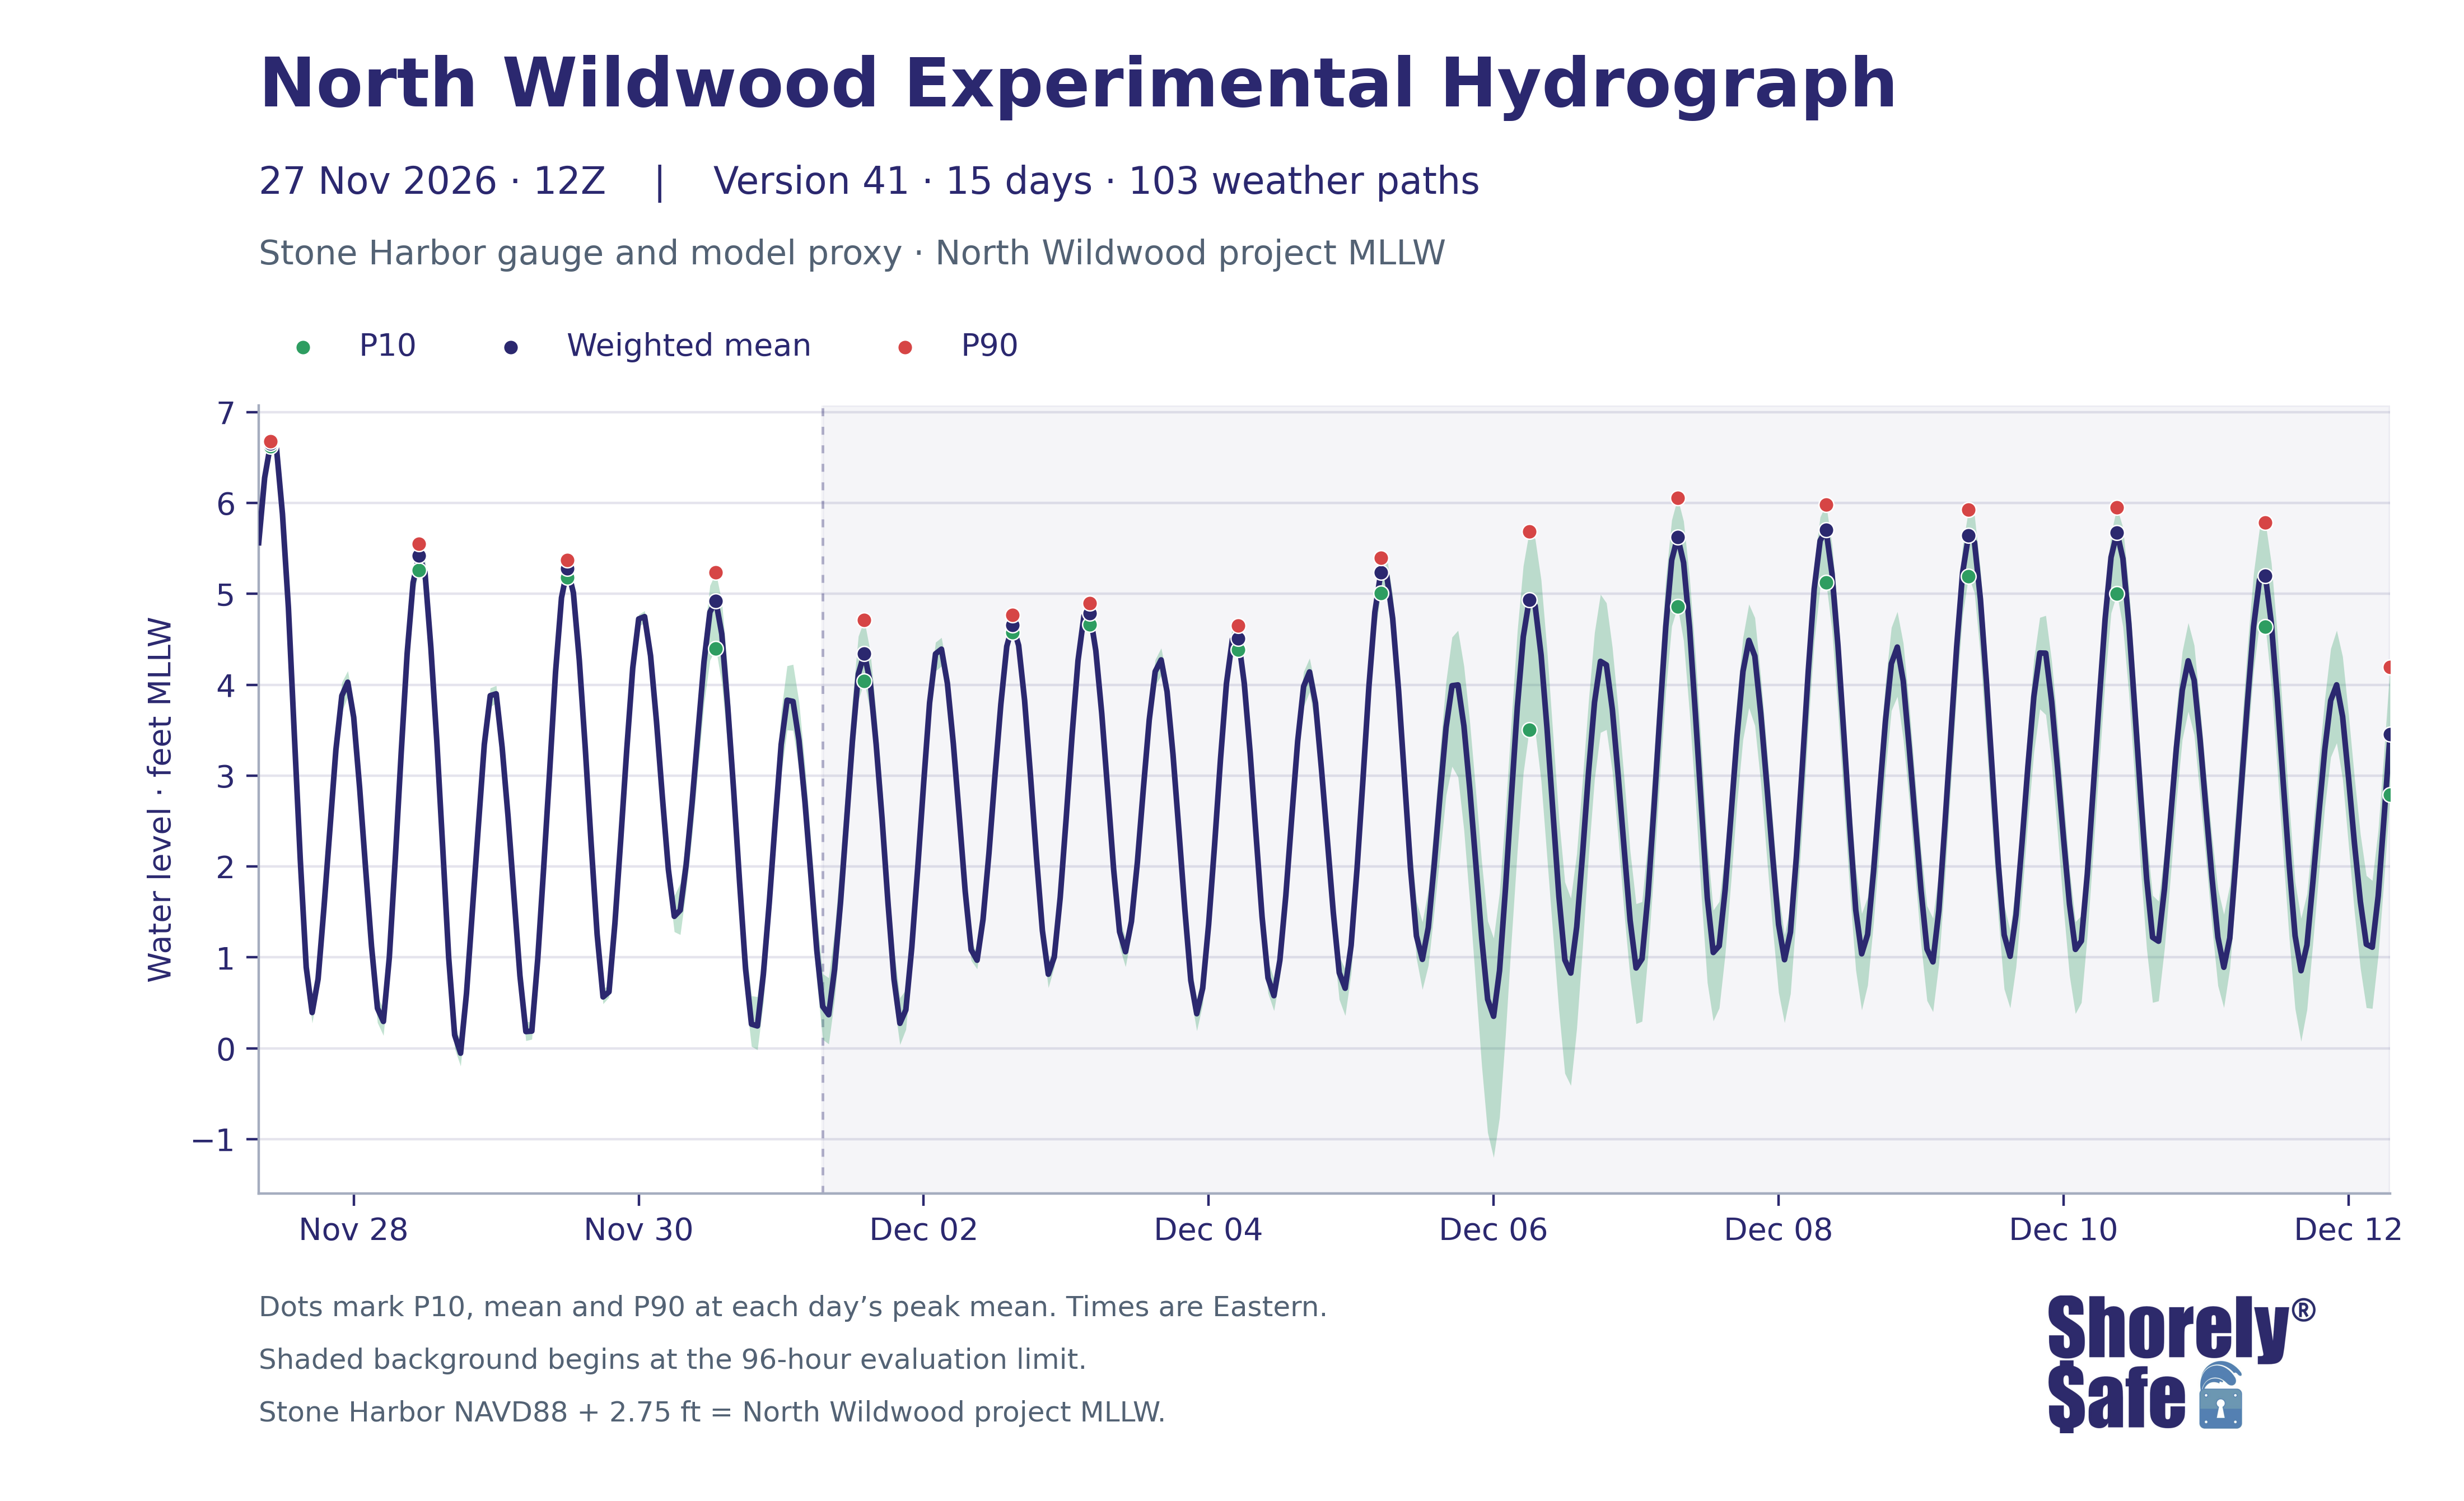 North Wildwood Experimental Hydrograph
27 Nov 2026 · 12Z | Version 41 · 15 days · 103 weather paths
Stone Harbor gauge and model proxy · North Wildwood project MLLW
P10 Weighted mean P90
Water level · feet MLLW
7
6
5
4
3
2
1
0
−1
Nov 28 Nov 30 Dec 02 Dec 04 Dec 06 Dec 08 Dec 10 Dec 12
Dots mark P10, mean and P90 at each day’s peak mean. Times are Eastern.
Shaded background begins at the 96-hour evaluation limit.
Stone Harbor NAVD88 + 2.75 ft = North Wildwood project MLLW.
Shorely®
$afe